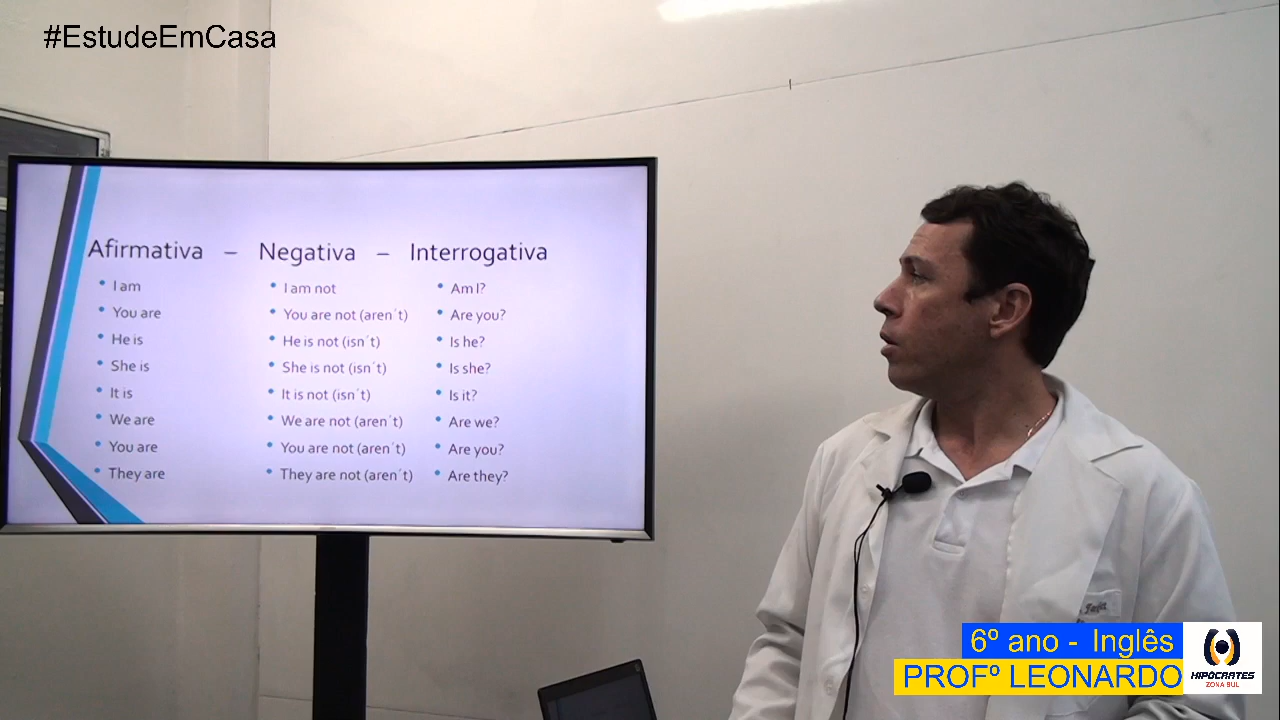 #EstudeEmCasa
Afirmativa – Negativa – Interrogativa
• I am
• You are
• He is
• She is
• It is
• We are
• You are
• They are
• I am not
• You are not (aren´t)
• He is not (isn´t)
• She is not (isn´t)
• It is not (isn´t)
• We are not (aren´t)
• You are not (aren´t)
• They are not (aren´t)
• Am I?
• Are you?
• Is he?
• Is she?
• Is it?
• Are we?
• Are you?
• Are they?
6º ano - Inglês
PROFº LEONARDO
HIPÓCRATES
ZONA SUL